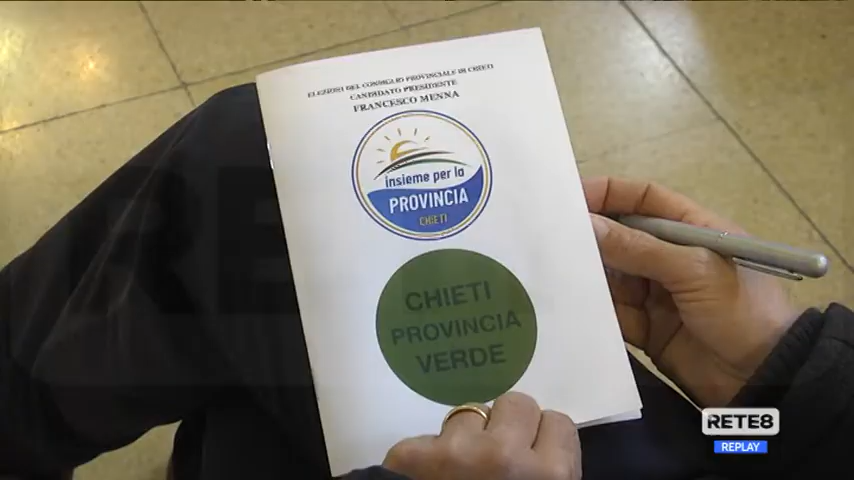 ELEZIONI DEL CONSIGLIO PROVINCIALE DI CHIETI
CANDATO PRESIDENTE
FRANCESCO MENNA
insieme per la
PROVINCIA
CHIETI
CHIETI
PROVINCIA
VERDE
RETE8
REPLAY